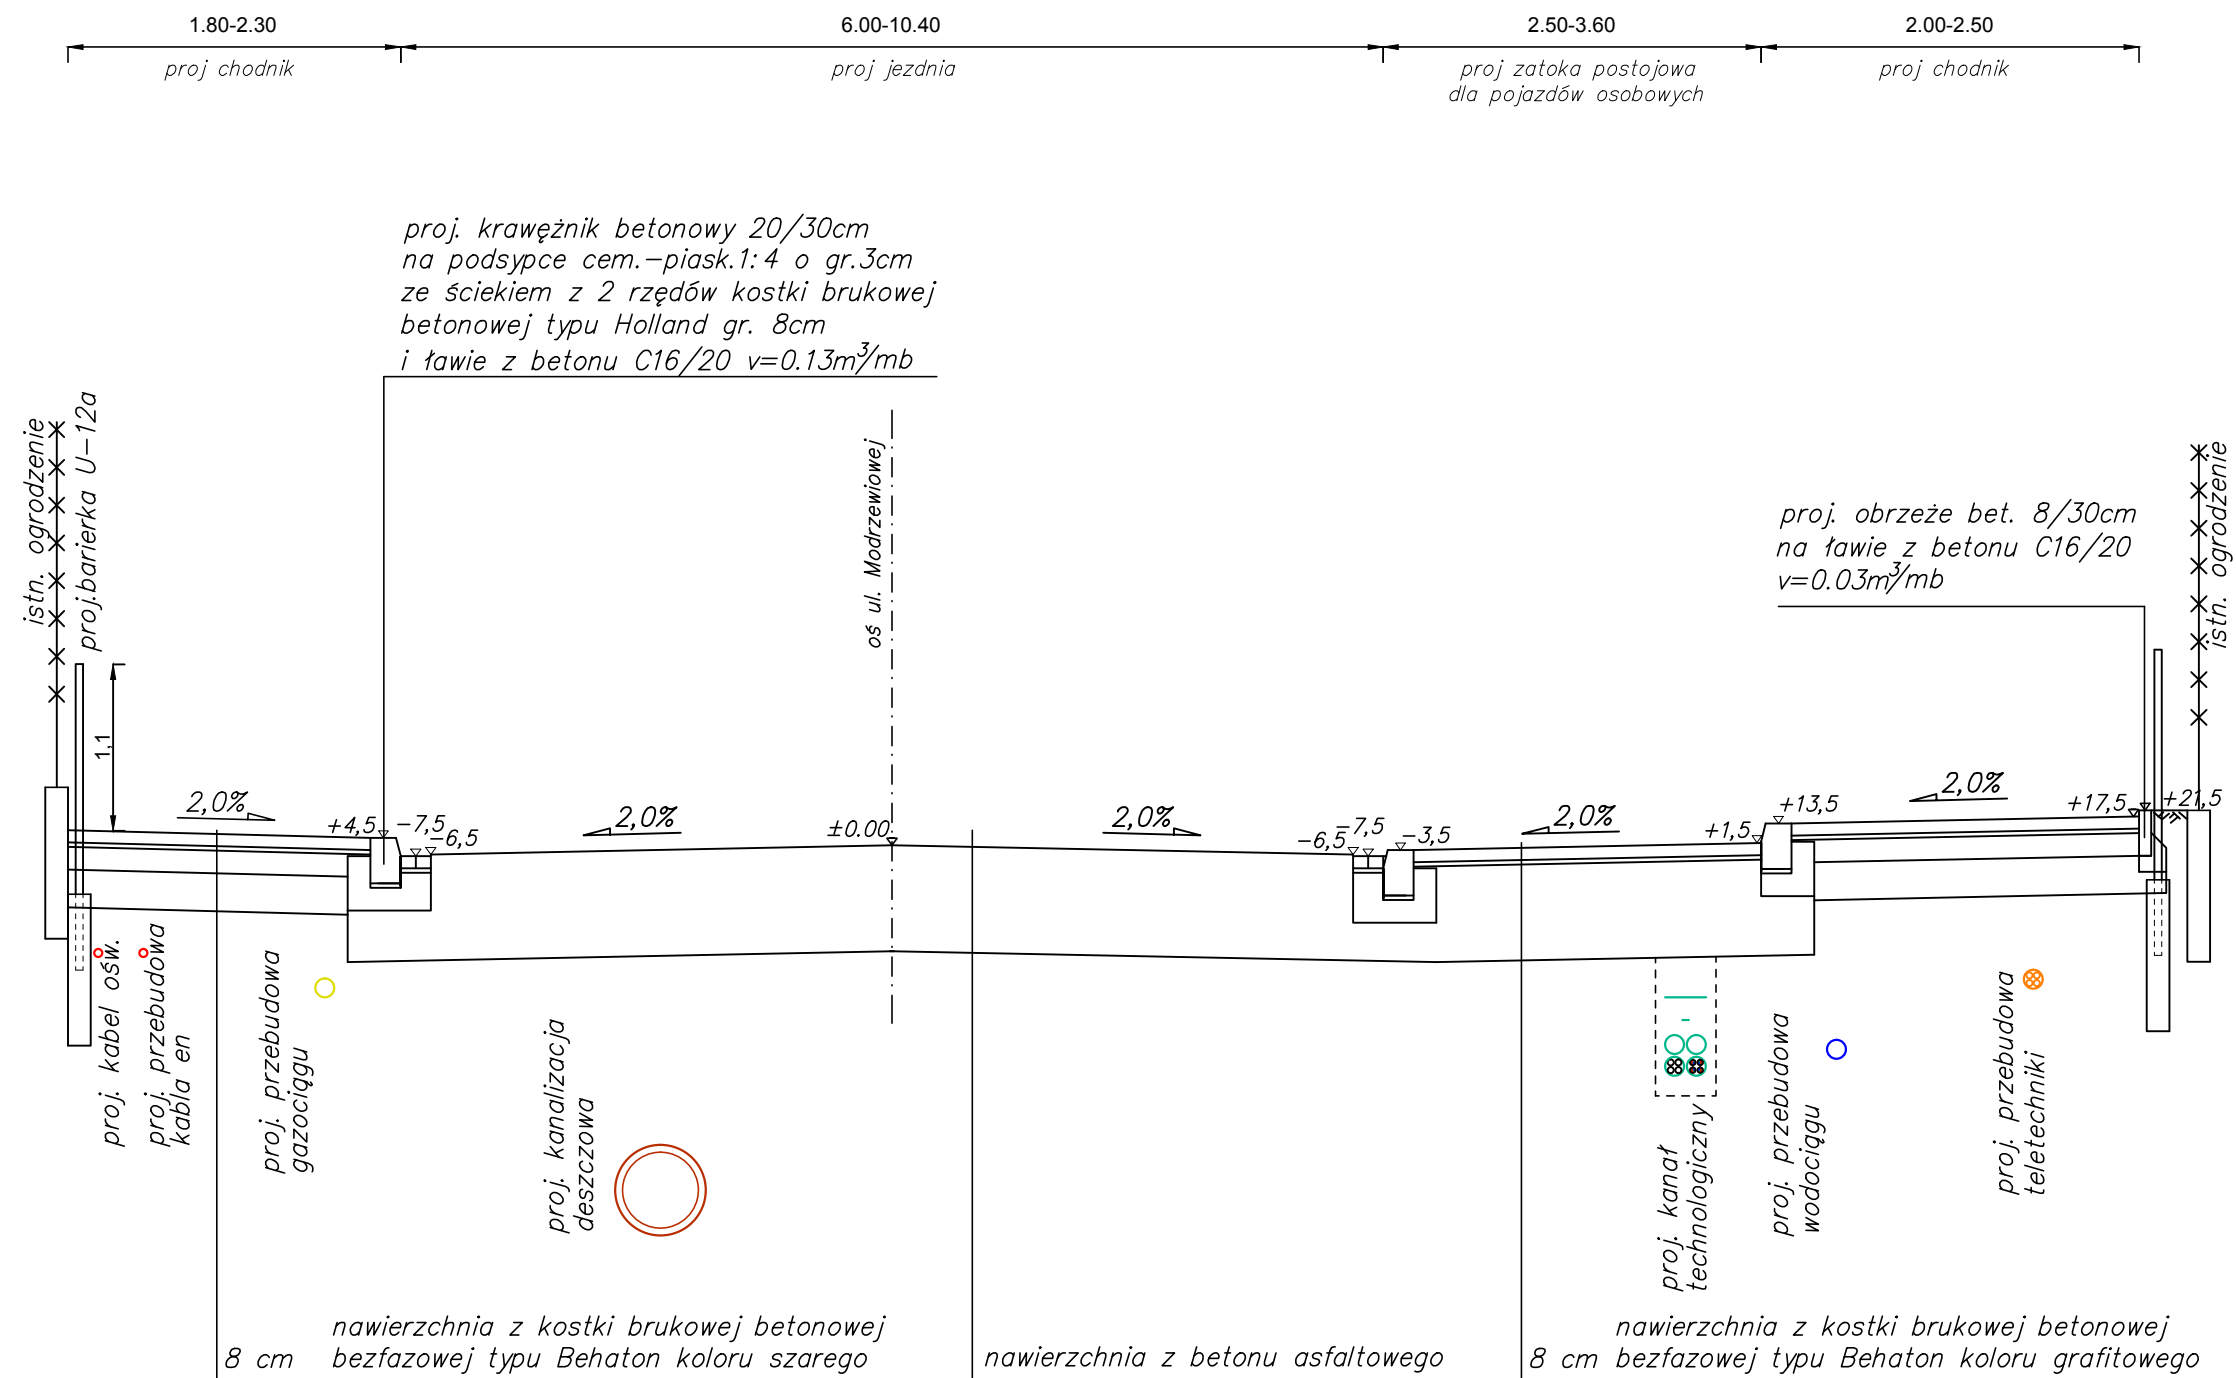 1.80-2.30
6.00-10.40
2.50-3.60
2.00-2.50
proj chodnik
proj jezdnia
proj zatoka postojowa
dla pojazdów osobowych
proj chodnik
proj. krawężnik betonowy 20/30cm
na podsypce cem.-piask.1:4 o gr.3cm
ze ściekiem z 2 rzędów kostki brukowej
betonowej typu Holland gr. 8cm
i ławie z betonu C16/20 v=0.13m³/mb
istn. ogrodzenie
proj.barierka U-12a
oś ul. Modrzewiowej
proj. obrzeże bet. 8/30cm
na ławie z betonu C16/20
v=0.03m³/mb
istn. ogrodzenie
1,1
2,0%
+4,5
-7,5
-6,5
2,0%
±0.00
2,0%
-6,5
-7,5
-3,5
2,0%
+1,5
+13,5
2,0%
+17,5
+21,5
proj. kabel ośw.
proj. przebudowa
kabla en
proj. przebudowa
gazociągu
proj. kanalizacja
deszczowa
proj. kanał
technologiczny
proj. przebudowa
wodociągu
proj. przebudowa
teletechniki
nawierzchnia z kostki brukowej betonowej
8 cm bezfazowej typu Behaton koloru szarego
nawierzchnia z betonu asfaltowego
nawierzchnia z kostki brukowej betonowej
8 cm bezfazowej typu Behaton koloru grafitowego